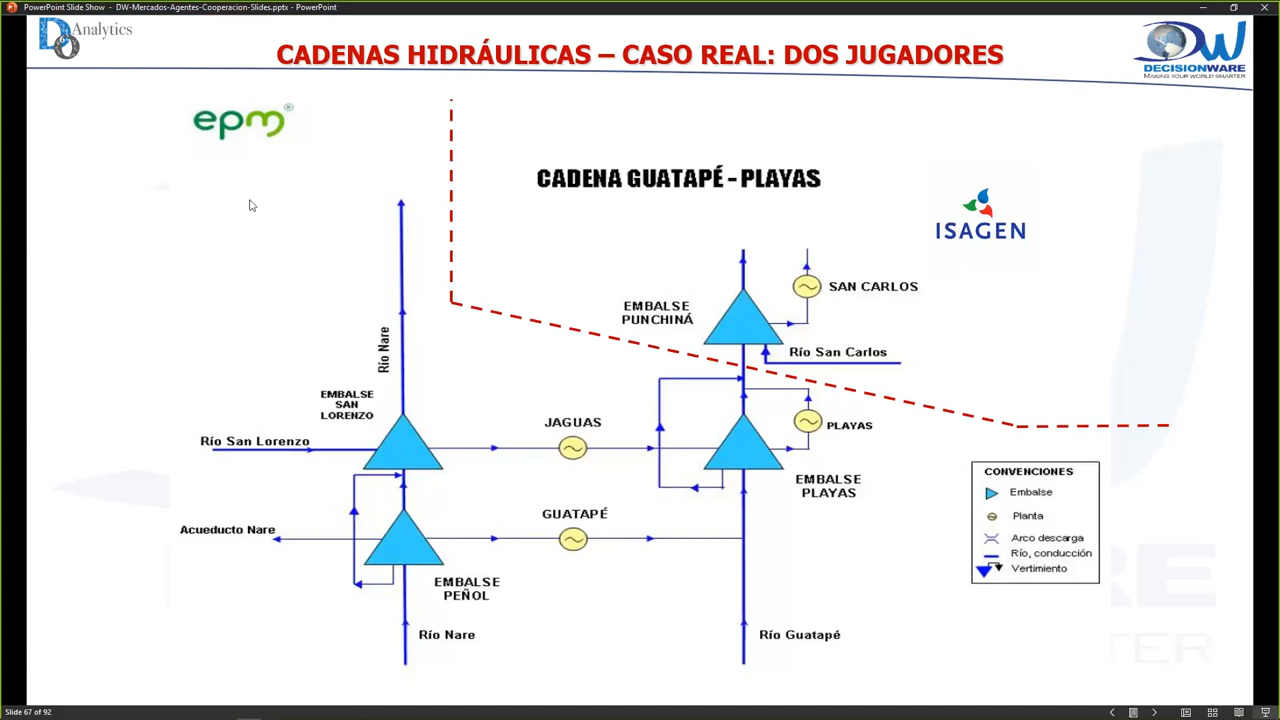 PowerPoint Slide Show - DW-Mercados-Agentes-Cooperacion-Slides.pptx - PowerPoint
Analytics
CADENAS HIDRÁULICAS – CASO REAL: DOS JUGADORES
DW
DECISIONWARE
MAKING YOUR WORLD SMARTER
epm®
CADENA GUATAPÉ - PLAYAS
ISAGEN
SAN CARLOS
EMBALSE
PUNCHINÁ
Río San Carlos
Río Nare
EMBALSE
SAN
LORENZO
Río San Lorenzo
JAGUAS
PLAYAS
EMBALSE
PLAYAS
GUATAPÉ
Acueducto Nare
EMBALSE
PEÑOL
Río Nare
Río Guatapé
CONVENCIONES
Embalse
Planta
Arco descarga
Río, conducción
Vertimiento
Slide 67 of 92